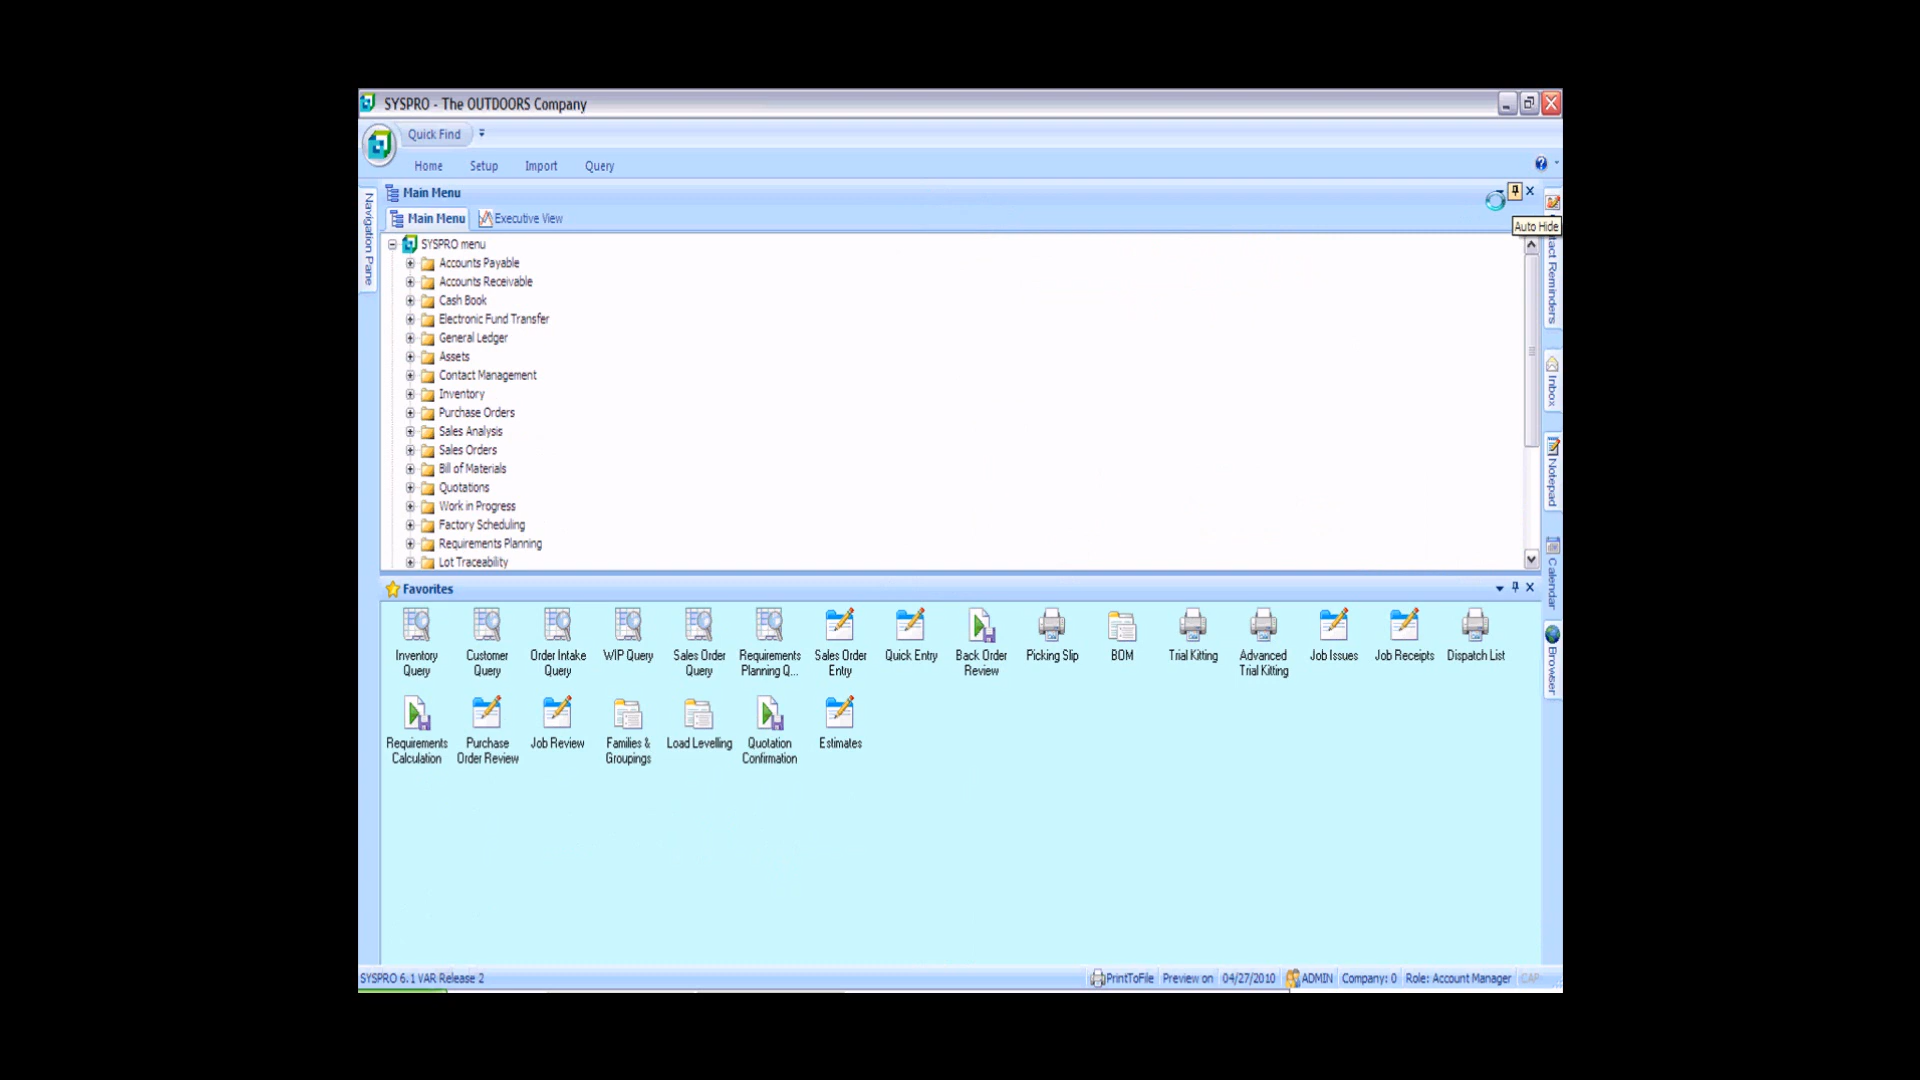 SYSPRO - The OUTDOORS Company
Quick Find
Home Setup Import Query
Main Menu
Main Menu Executive View
Auto Hide
SYSPRO menu
Accounts Payable
Accounts Receivable
Cash Book
Electronic Fund Transfer
General Ledger
Assets
Contact Management
Inventory
Purchase Orders
Sales Analysis
Sales Orders
Bill of Materials
Quotations
Work in Progress
Factory Scheduling
Requirements Planning
Lot Traceability
Navigation Pane
tact Reminders
Inbox
Notepad
Calendar
Browser
Favorites
Inventory Query
Customer Query
Order Intake Query
WIP Query
Sales Order Query
Requirements Planning Q...
Sales Order Entry
Quick Entry
Back Order Review
Picking Slip
BOM
Trial Kitting
Advanced Trial Kitting
Job Issues
Job Receipts
Dispatch List
Requirements Calculation
Purchase Order Review
Job Review
Families & Groupings
Load Levelling
Quotation Confirmation
Estimates
SYSPRO 6.1 VAR Release 2
PrintToFile Preview on 04/27/2010 ADMIN Company: 0 Role: Account Manager CAP